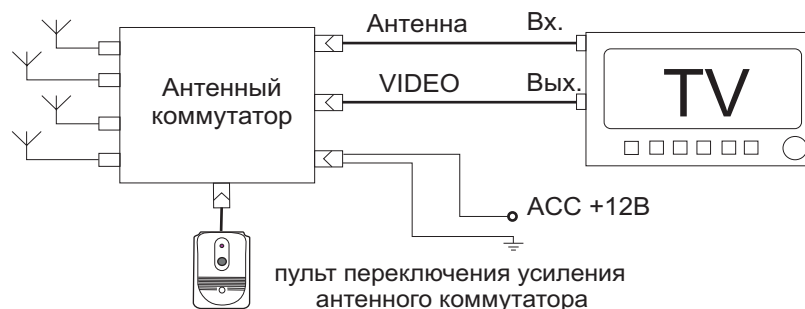 Антенна Вх.
Антенный
коммутатор
VIDEO Вых.
TV
ACC +12В
пульт переключения усиления
антенного коммутатора